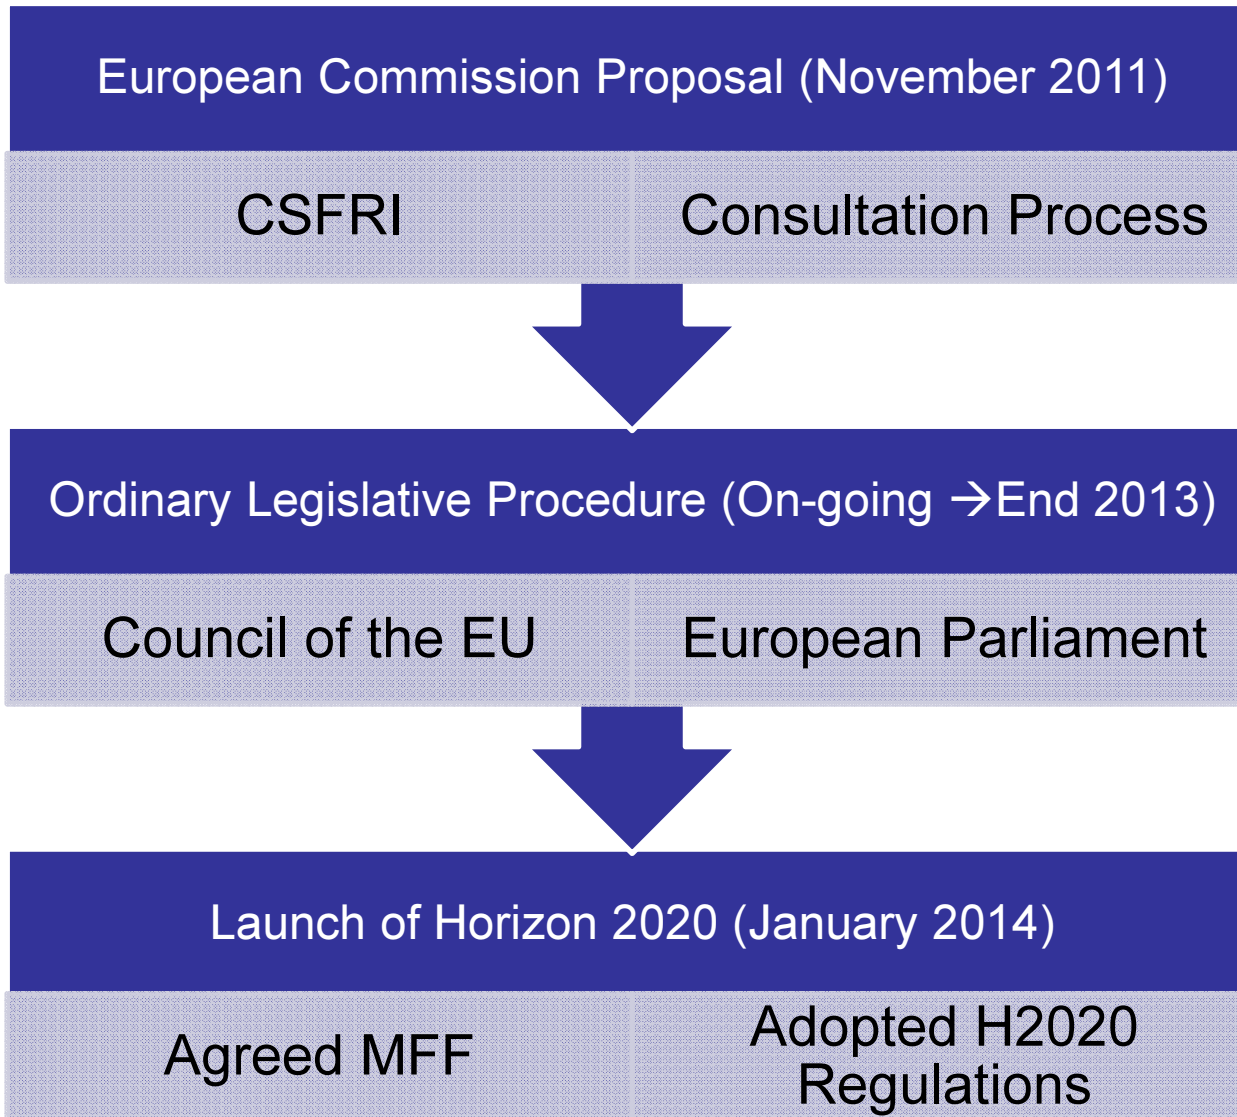 European Commission Proposal (November 2011)
CSFRI
Consultation Process
Ordinary Legislative Procedure (On-going →End 2013)
Council of the EU
European Parliament
Launch of Horizon 2020 (January 2014)
Agreed MFF
Adopted H2020
Regulations